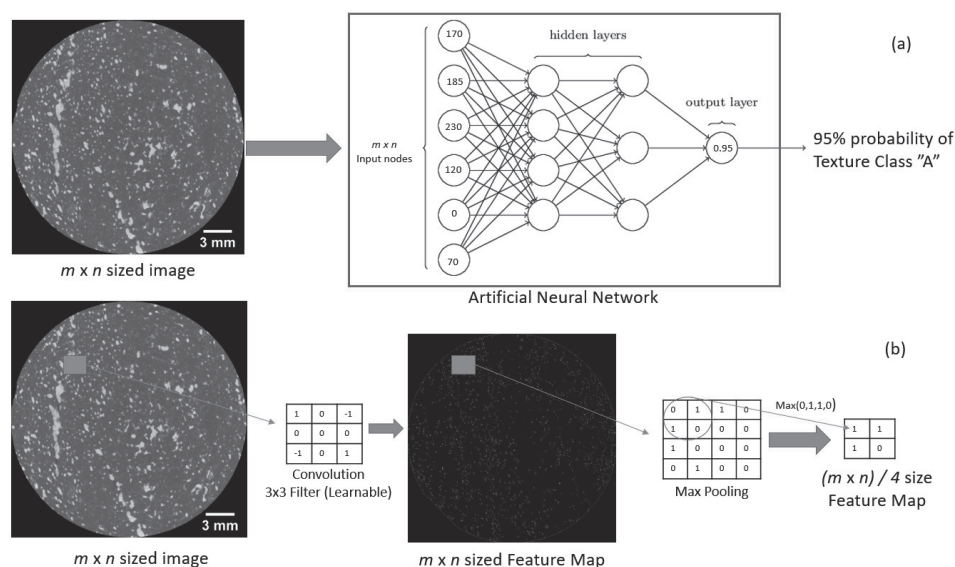 (a)
170
185
230
120
0
70
m x n
Input nodes
hidden layers
output layer
0.95
95% probability of
Texture Class "A"
3 mm
m x n sized image
Artificial Neural Network
(b)
3 mm
m x n sized image
1 0 -1
0 0 0
-1 0 1
Convolution
3x3 Filter (Learnable)
m x n sized Feature Map
0 1 1 0
1 0 0 0
1 0 0 0
0 1 0 0
Max Pooling
Max(0,1,1,0)
1 1
1 0
(m x n) / 4 size
Feature Map